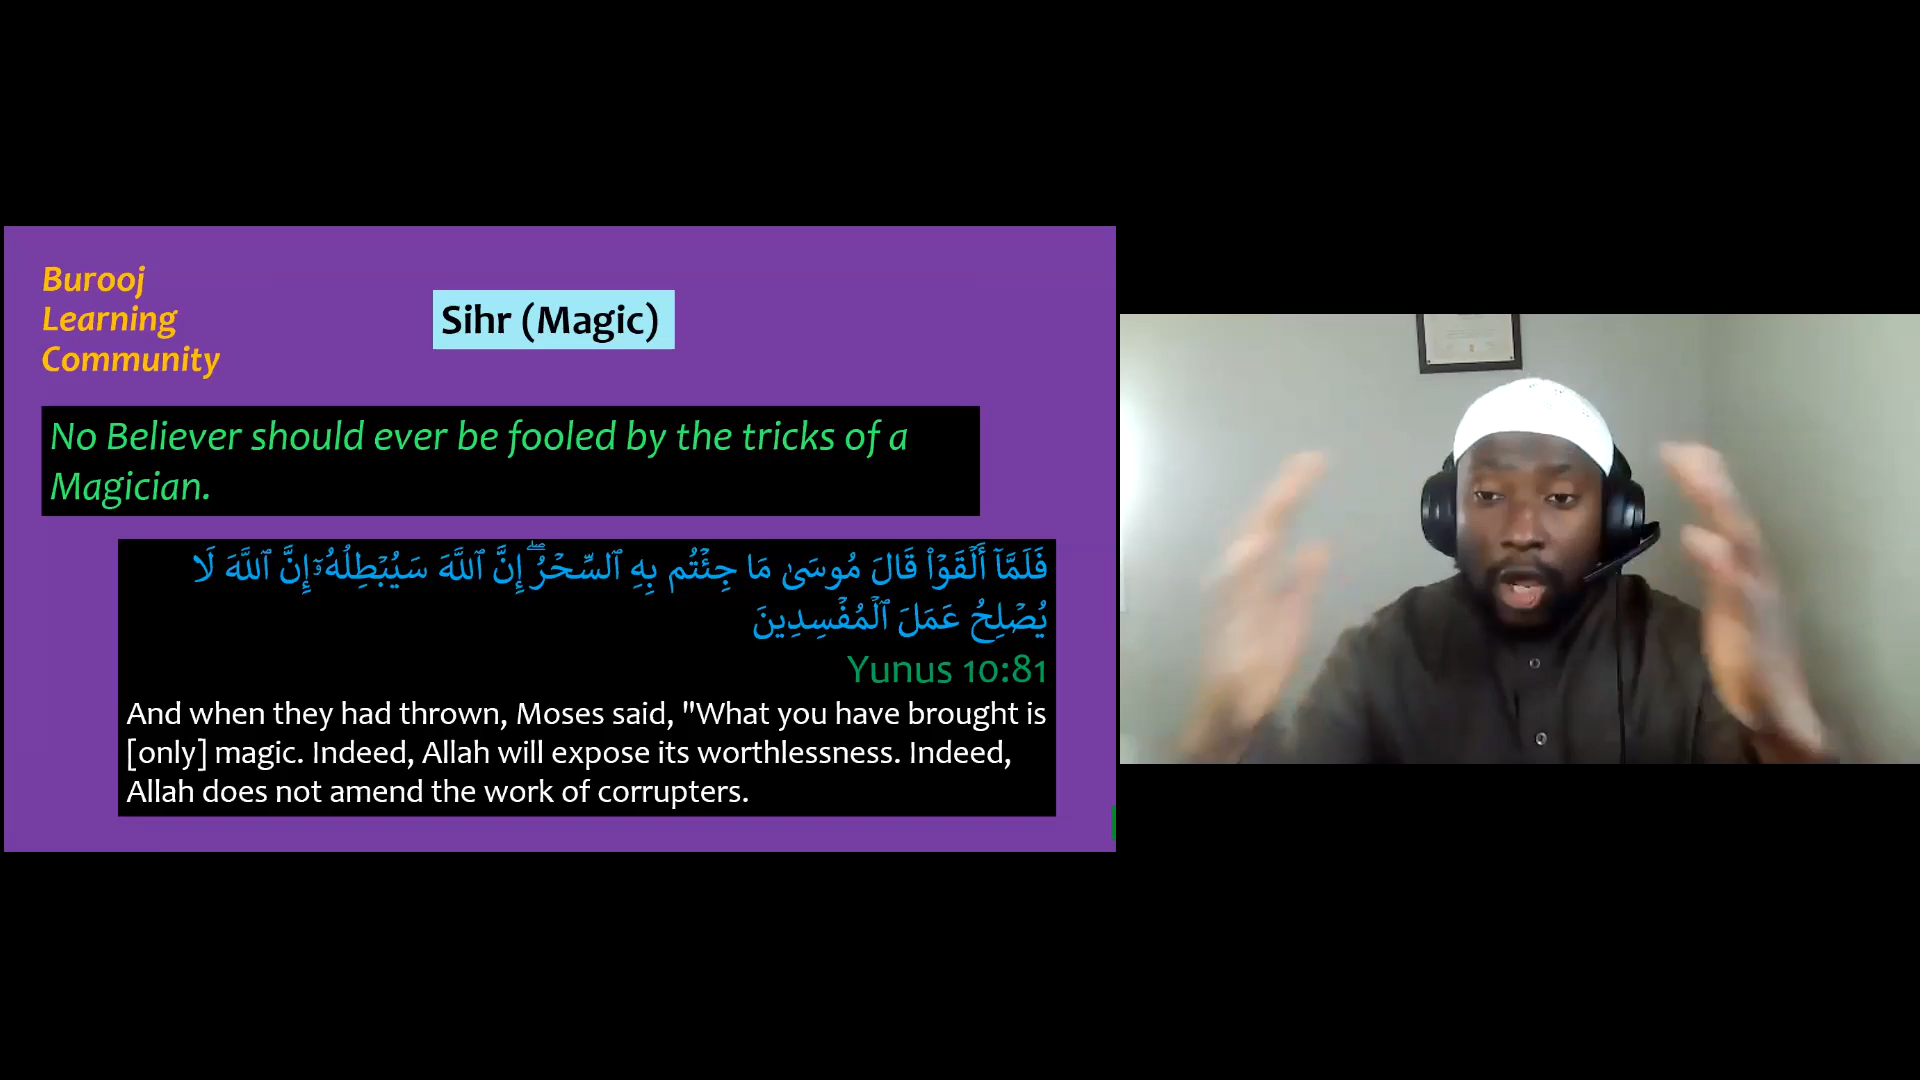 Burooj
Learning
Community
Sihr (Magic)
No Believer should ever be fooled by the tricks of a
Magician.
فَلَمَّآ أَلْقَوْا۟ قَالَ مُوسَىٰ مَا جِئْتُم بِهِ ٱلسِّحْرُ ۖ إِنَّ ٱللَّهَ سَيُبْطِلُهُۥٓ إِنَّ ٱللَّهَ لَا
يُصْلِحُ عَمَلَ ٱلْمُفْسِدِينَ
Yunus 10:81
And when they had thrown, Moses said, "What you have brought is
[only] magic. Indeed, Allah will expose its worthlessness. Indeed,
Allah does not amend the work of corrupters.